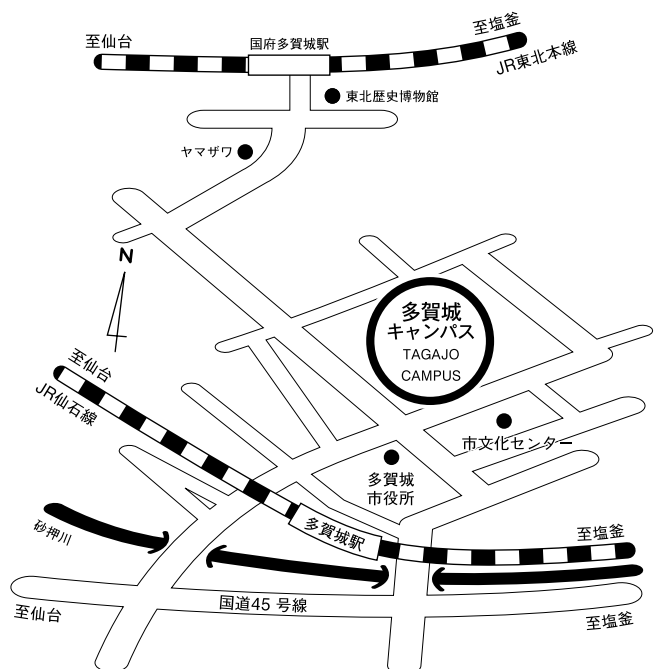 至仙台
国府多賀城駅
至塩釜
JR東北本線
東北歴史博物館
ヤマザワ
N
多賀城
キャンパス
TAGAJO
CAMPUS
至仙台
JR仙石線
市文化センター
多賀城
市役所
多賀城駅
砂押川
至塩釜
国道45号線
至仙台
至塩釜